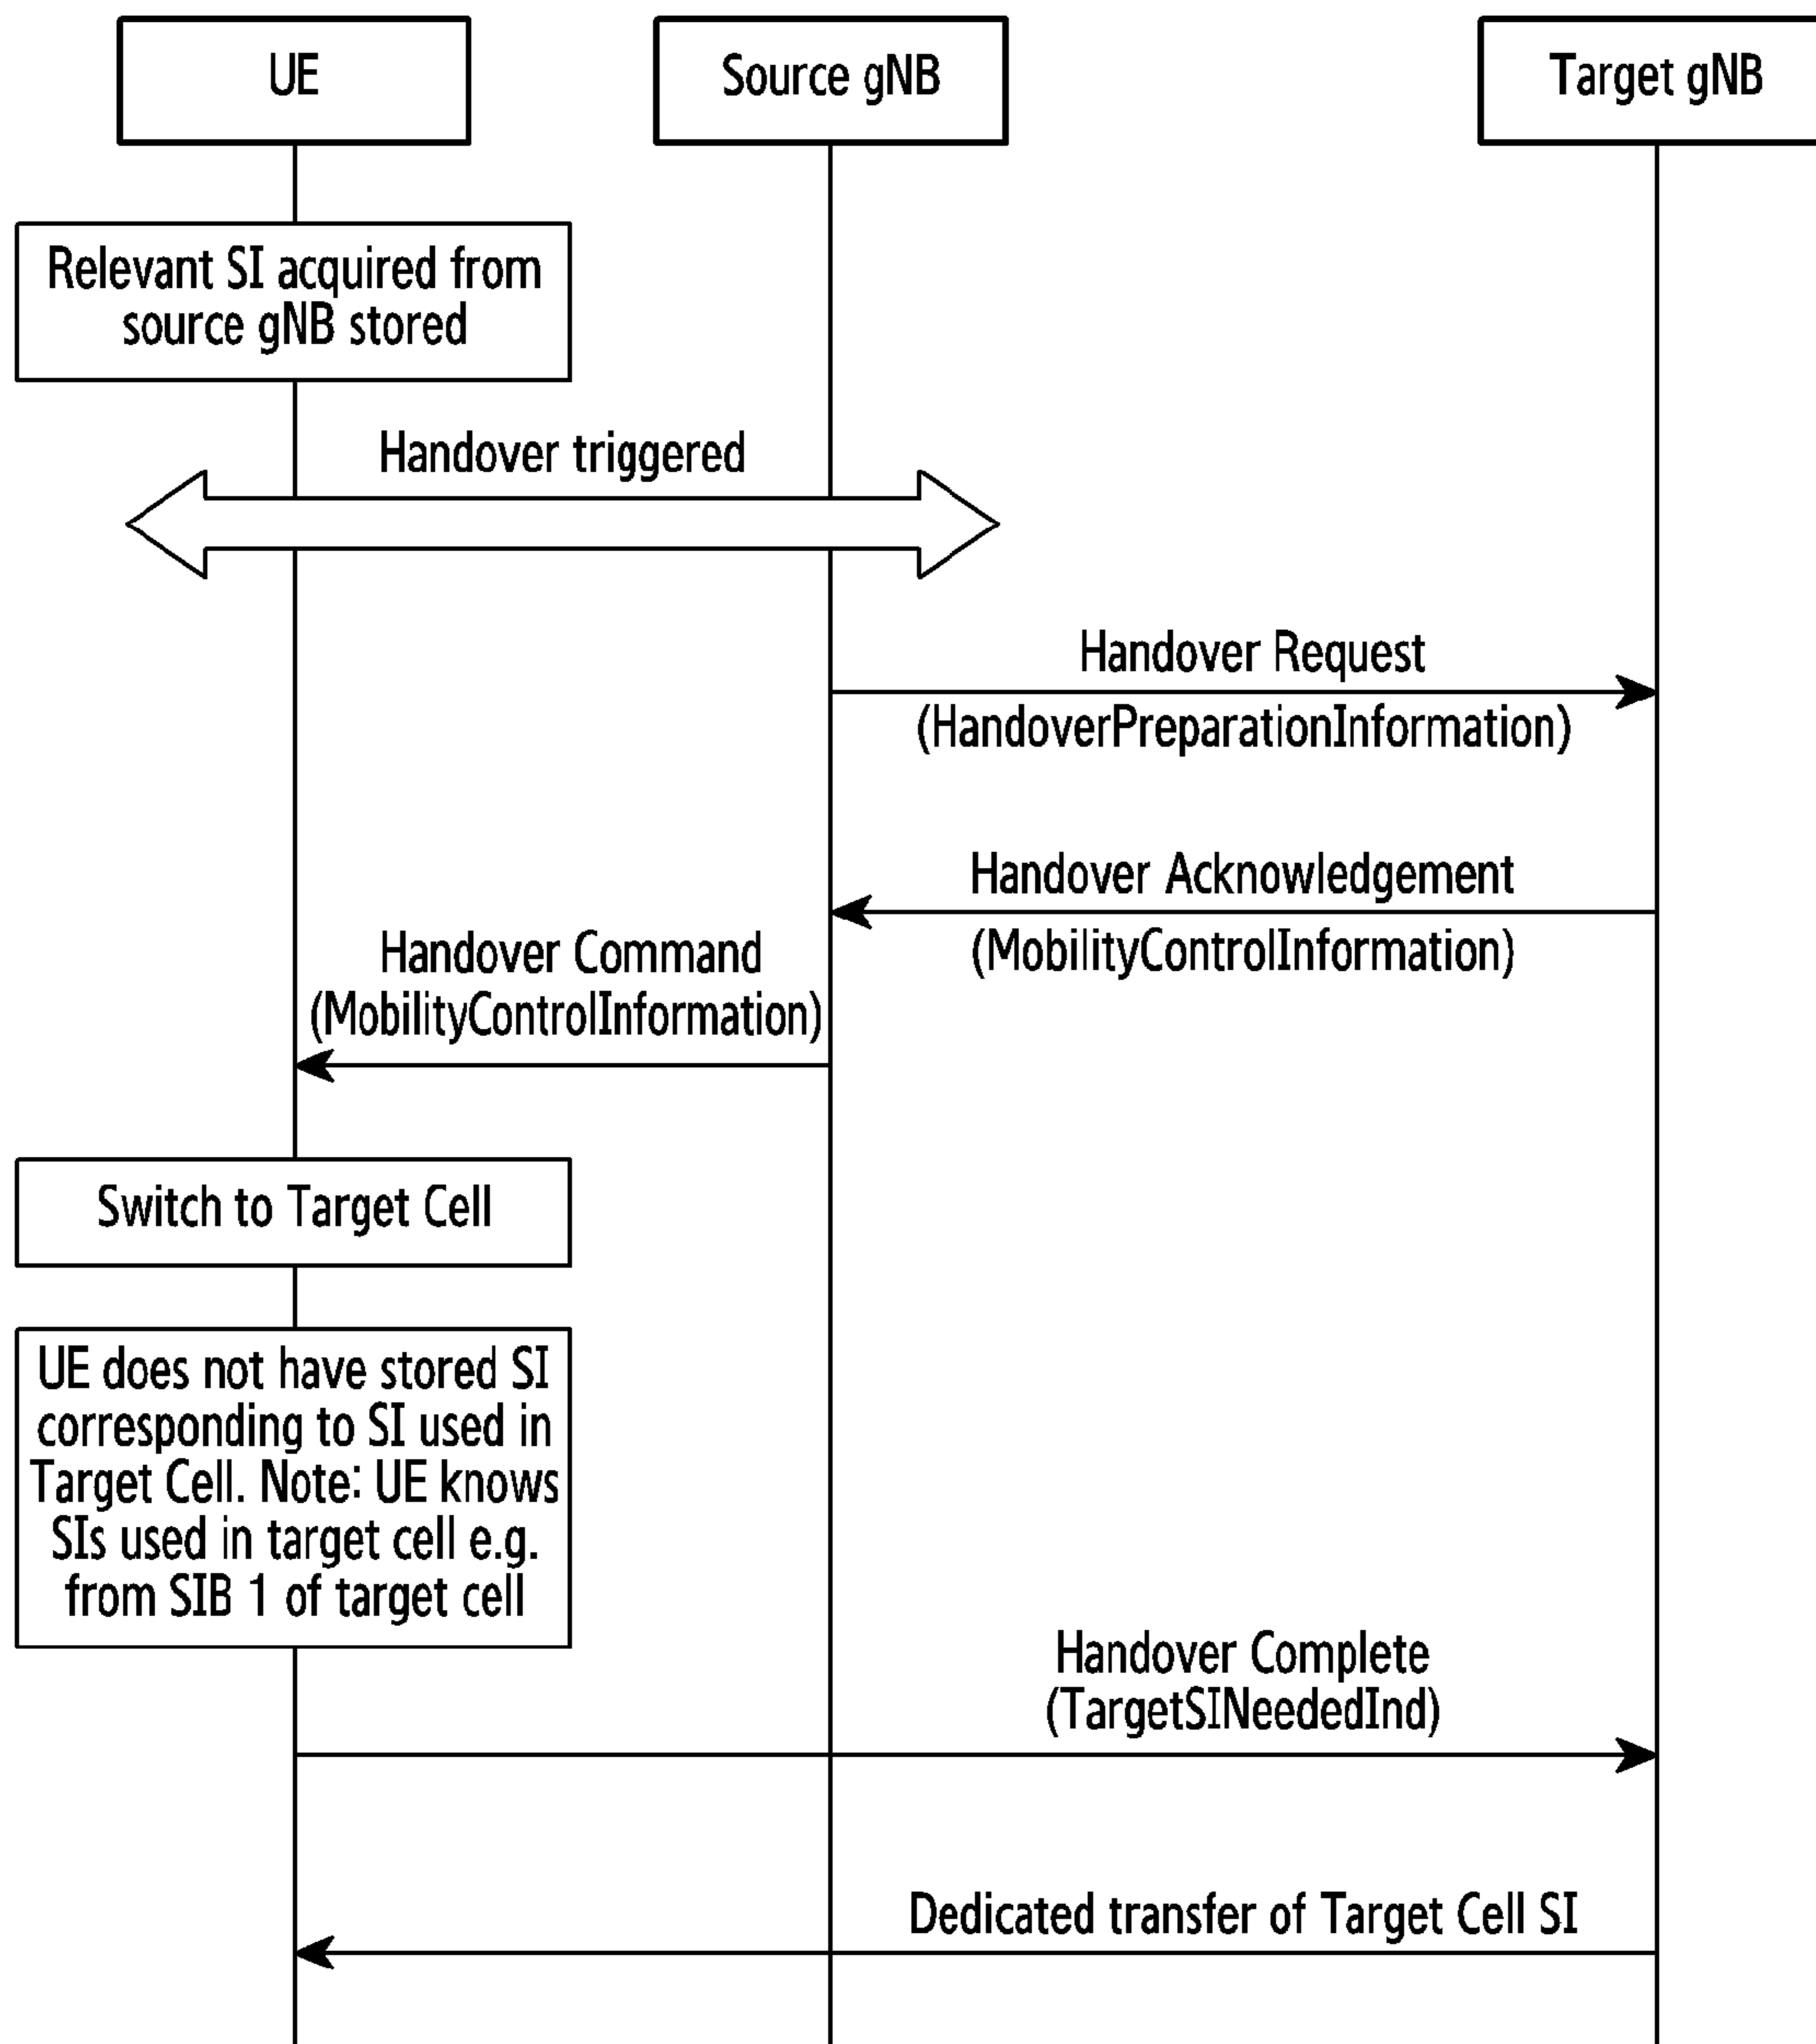 UE
Source gNB
Target gNB
Relevant SI acquired from
source gNB stored
Handover triggered
Handover Request
(HandoverPreparationInformation)
Handover Acknowledgement
(MobilityControlInformation)
Handover Command
(MobilityControlInformation)
Switch to Target Cell
UE does not have stored SI
corresponding to SI used in
Target Cell. Note: UE knows
SIs used in target cell e.g.
from SIB 1 of target cell
Handover Complete
(TargetSINeededInd)
Dedicated transfer of Target Cell SI